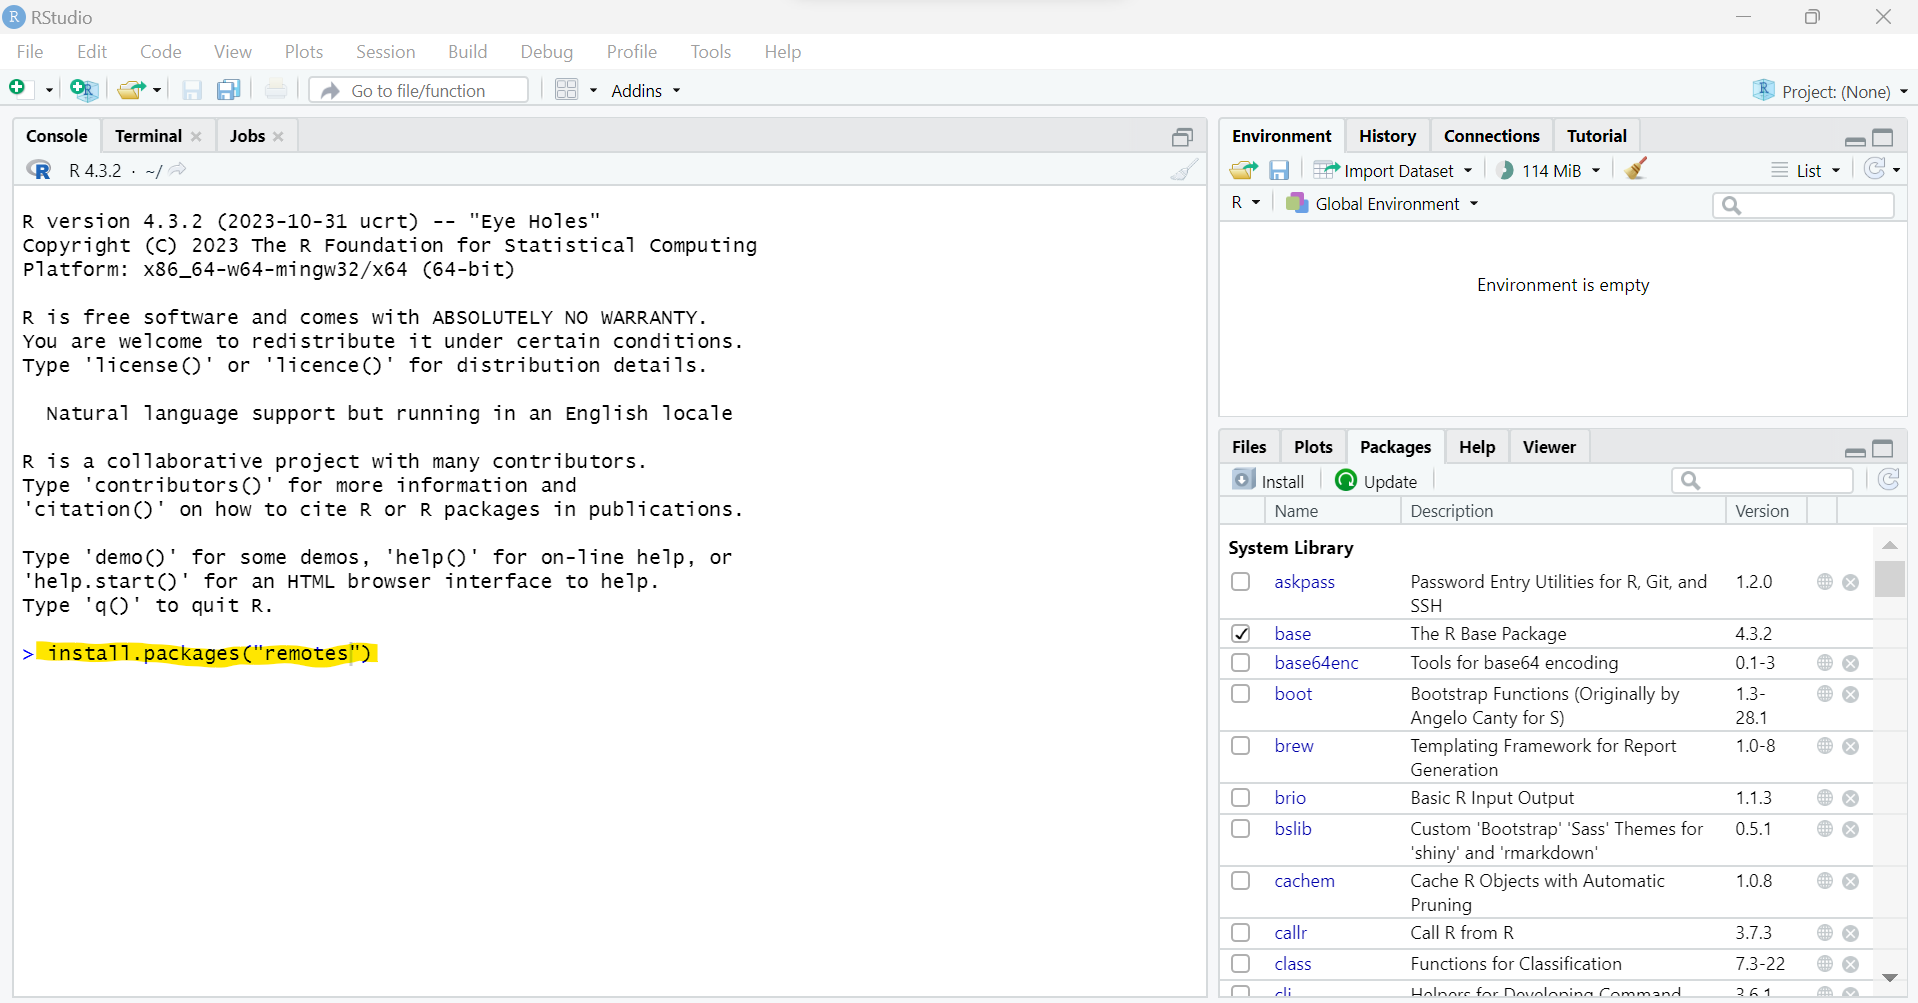 RStudio
File Edit Code View Plots Session Build Debug Profile Tools Help
Go to file/function Addins Project: (None)
Console Terminal Jobs
R 4.3.2 · ~/
R version 4.3.2 (2023-10-31 ucrt) -- "Eye Holes"
Copyright (C) 2023 The R Foundation for Statistical Computing
Platform: x86_64-w64-mingw32/x64 (64-bit)
R is free software and comes with ABSOLUTELY NO WARRANTY.
You are welcome to redistribute it under certain conditions.
Type 'license()' or 'licence()' for distribution details.
Natural language support but running in an English locale
R is a collaborative project with many contributors.
Type 'contributors()' for more information and
'citation()' on how to cite R or R packages in publications.
Type 'demo()' for some demos, 'help()' for on-line help, or
'help.start()' for an HTML browser interface to help.
Type 'q()' to quit R.
> install.packages("remotes")
Environment History Connections Tutorial
Import Dataset 114 MiB List
R Global Environment
Environment is empty
Files Plots Packages Help Viewer
Install Update
Name Description Version
System Library
askpass Password Entry Utilities for R, Git, and 1.2.0
SSH
base The R Base Package 4.3.2
base64enc Tools for base64 encoding 0.1-3
boot Bootstrap Functions (Originally by 1.3-
Angelo Canty for S) 28.1
brew Templating Framework for Report 1.0-8
Generation
brio Basic R Input Output 1.1.3
bslib Custom 'Bootstrap' 'Sass' Themes for 0.5.1
'shiny' and 'rmarkdown'
cachem Cache R Objects with Automatic 1.0.8
Pruning
callr Call R from R 3.7.3
class Functions for Classification 7.3-22
cli Helpers for Developing Command 3.6.1